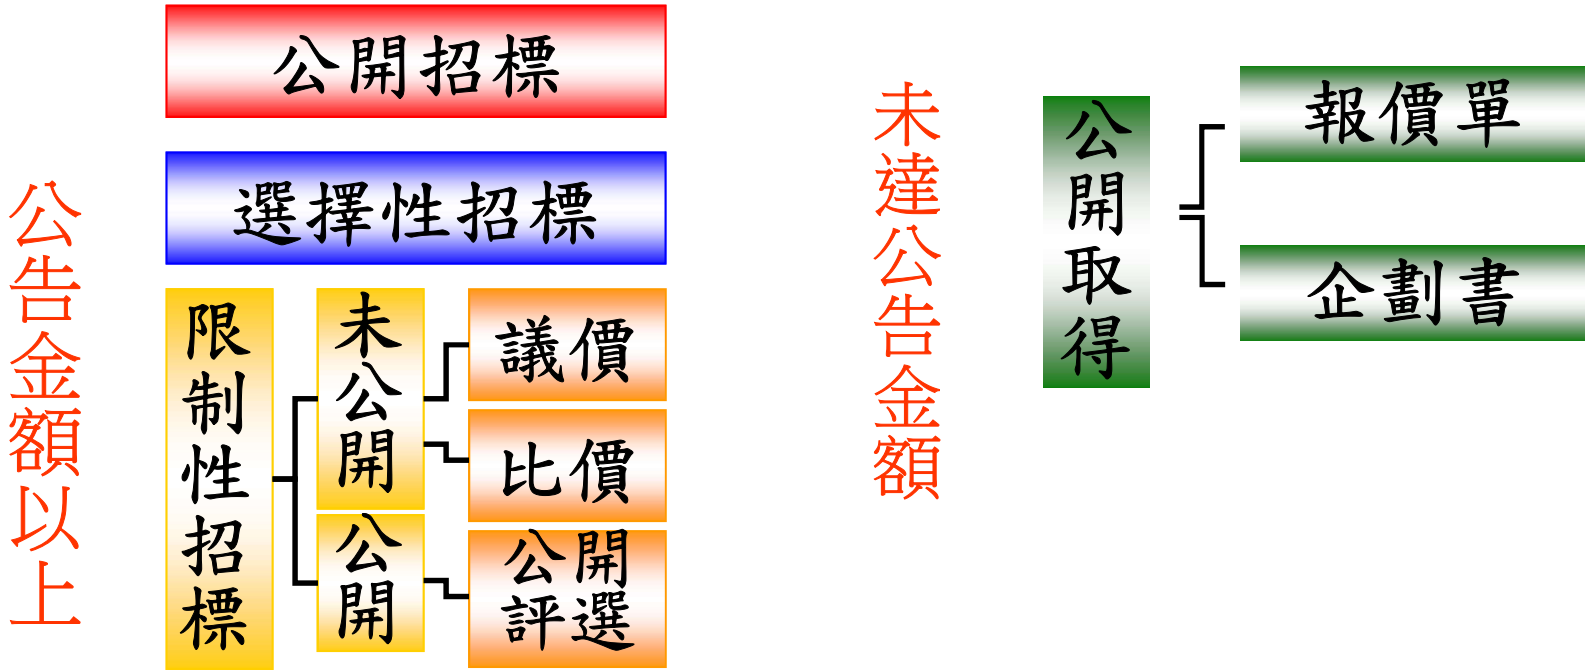 公告金額以上
公開招標
選擇性招標
限制性招標
未公開
議價
比價
公開
公開
評選
未達公告金額
公開取得
報價單
企劃書